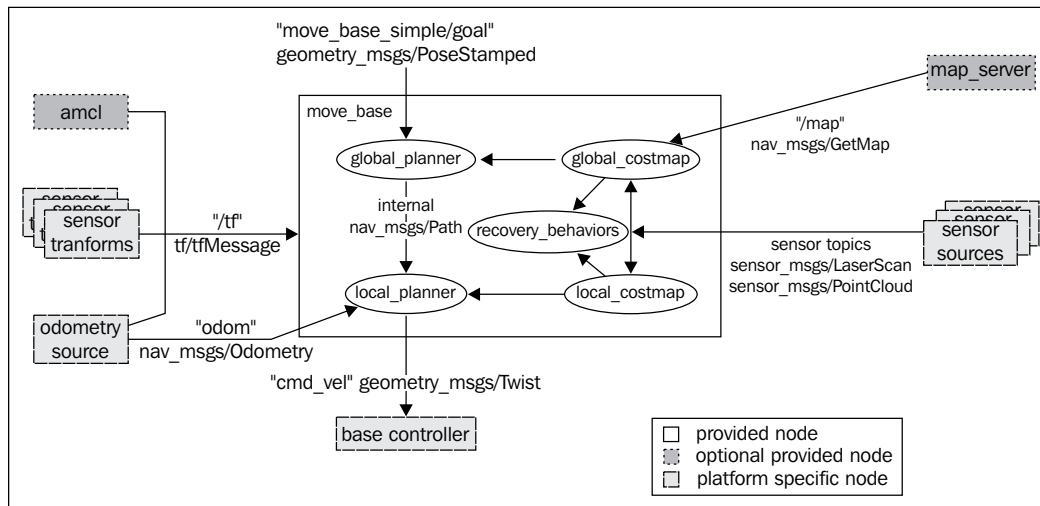 "move_base_simple/goal"
geometry_msgs/PoseStamped
map_server
amcl
move_base
"/map"
nav_msgs/GetMap
global_planner
global_costmap
sensor
sensor
tranforms
"/tf"
tf/tfMessage
internal
nav_msgs/Path
recovery_behaviors
sensor
sources
sensor topics
sensor_msgs/LaserScan
sensor_msgs/PointCloud
local_planner
local_costmap
odometry
source
"odom"
nav_msgs/Odometry
"cmd_vel" geometry_msgs/Twist
base controller
provided node
optional provided node
platform specific node